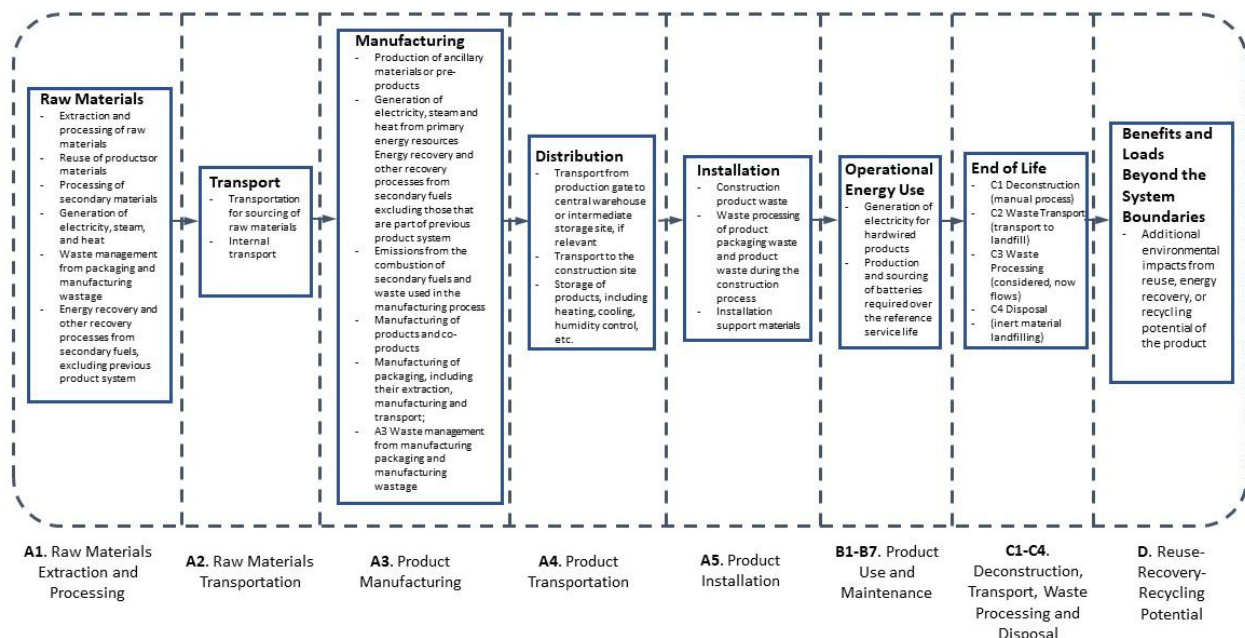 Raw Materials
- Extraction and
processing of raw
materials
- Reuse of productsor
materials
- Processing of
secondary materials
- Generation of
electricity, steam,
and heat
- Waste management
from packaging and
manufacturing
wastage
- Energy recovery and
other recovery
processes from
secondary fuels,
excluding previous
product system
Transport
- Transportation
for sourcing of
raw materials
- Internal
transport
Manufacturing
- Production of ancillary
materials or pre-
products
- Generation of
electricity, steam and
heat from primary
energy resources
Energy recovery and
other recovery
processes from
secondary fuels
excluding those that
are part of previous
product system
- Emissions from the
combustion of
secondary fuels and
waste used in the
manufacturing process
- Manufacturing of
products and co-
products
- Manufacturing of
packaging, including
their extraction,
manufacturing and
transport;
- A3 Waste management
from manufacturing
packaging and
manufacturing
wastage
Distribution
- Transport from
production gate to
central warehouse
or intermediate
storage site, if
relevant
- Transport to the
construction site
- Storage of
products, including
heating, cooling,
humidity control,
etc.
Installation
- Construction
product waste
- Waste processing
of product
packaging waste
and product
waste during the
construction
process
- Installation
support materials
Operational
Energy Use
- Generation of
electricity for
hardwired
products
- Production
and sourcing
of batteries
required over
the reference
service life
End of Life
- C1 Deconstruction
(manual process)
- C2 Waste Transport
(transport to
landfill)
- C3 Waste
Processing
(considered, now
flows)
- C4 Disposal
- (inert material
landfilling)
Benefits and
Loads
Beyond the
System
Boundaries
- Additional
environmental
impacts from
reuse, energy
recovery, or
recycling
potential of
the product
A1. Raw Materials
Extraction and
Processing
A2. Raw Materials
Transportation
A3. Product
Manufacturing
A4. Product
Transportation
A5. Product
Installation
B1-B7. Product
Use and
Maintenance
C1-C4.
Deconstruction,
Transport, Waste
Processing and
Disposal
D. Reuse-
Recovery-
Recycling
Potential